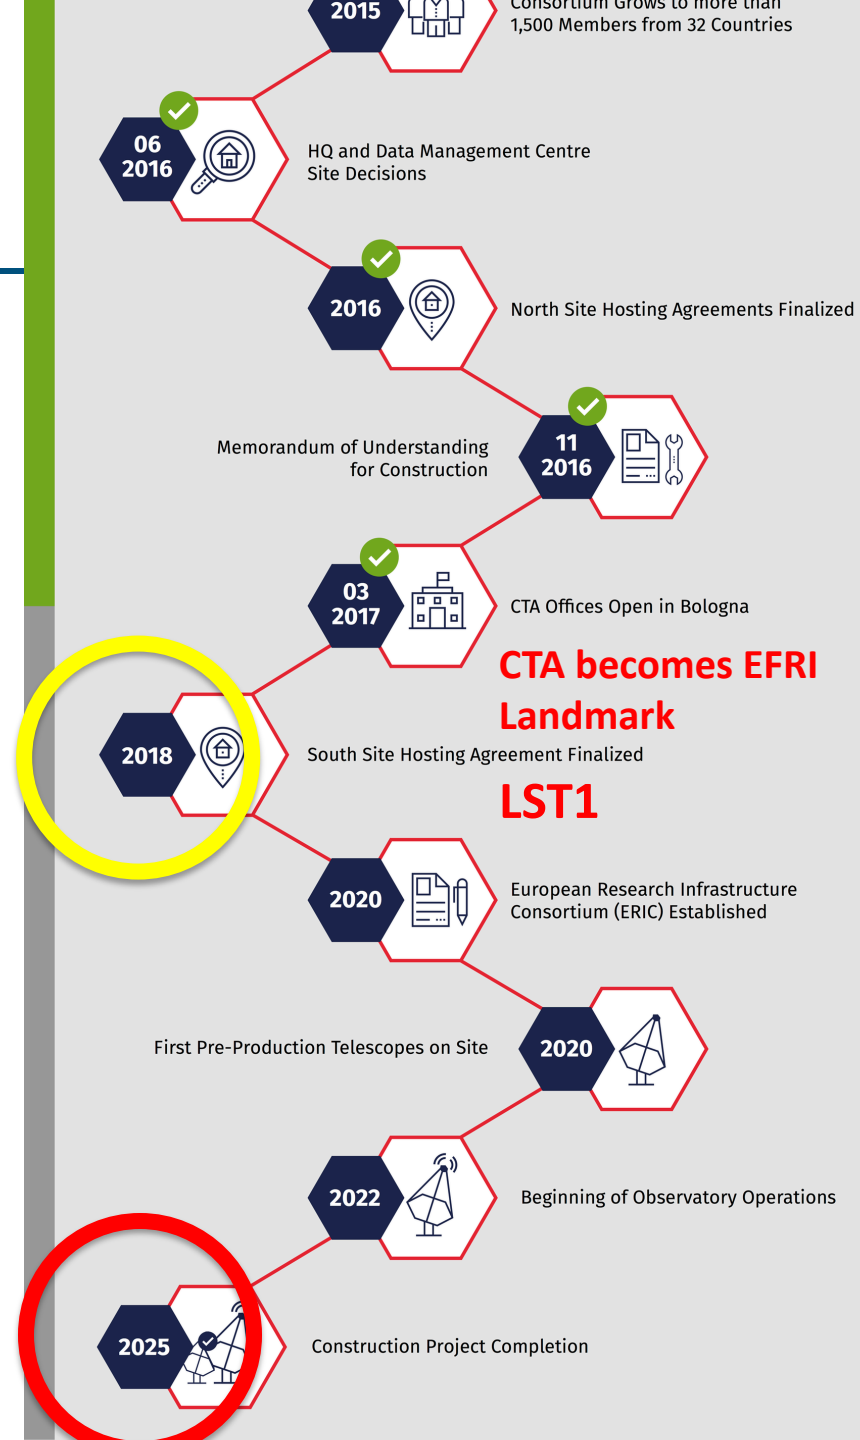 2015
Consortium Grows to more than
1,500 Members from 32 Countries
06
2016
HQ and Data Management Centre
Site Decisions
2016
North Site Hosting Agreements Finalized
Memorandum of Understanding
for Construction
11
2016
03
2017
CTA Offices Open in Bologna
CTA becomes EFRI
Landmark
2018
South Site Hosting Agreement Finalized
LST1
2020
European Research Infrastructure
Consortium (ERIC) Established
First Pre-Production Telescopes on Site
2020
2022
Beginning of Observatory Operations
2025
Construction Project Completion